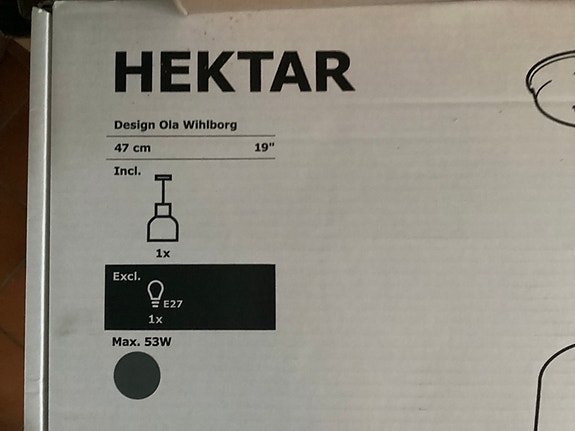 HEKTAR
Design Ola Wihlborg
47 cm 19"
Incl.
1x
Excl.
E27
1x
Max. 53W